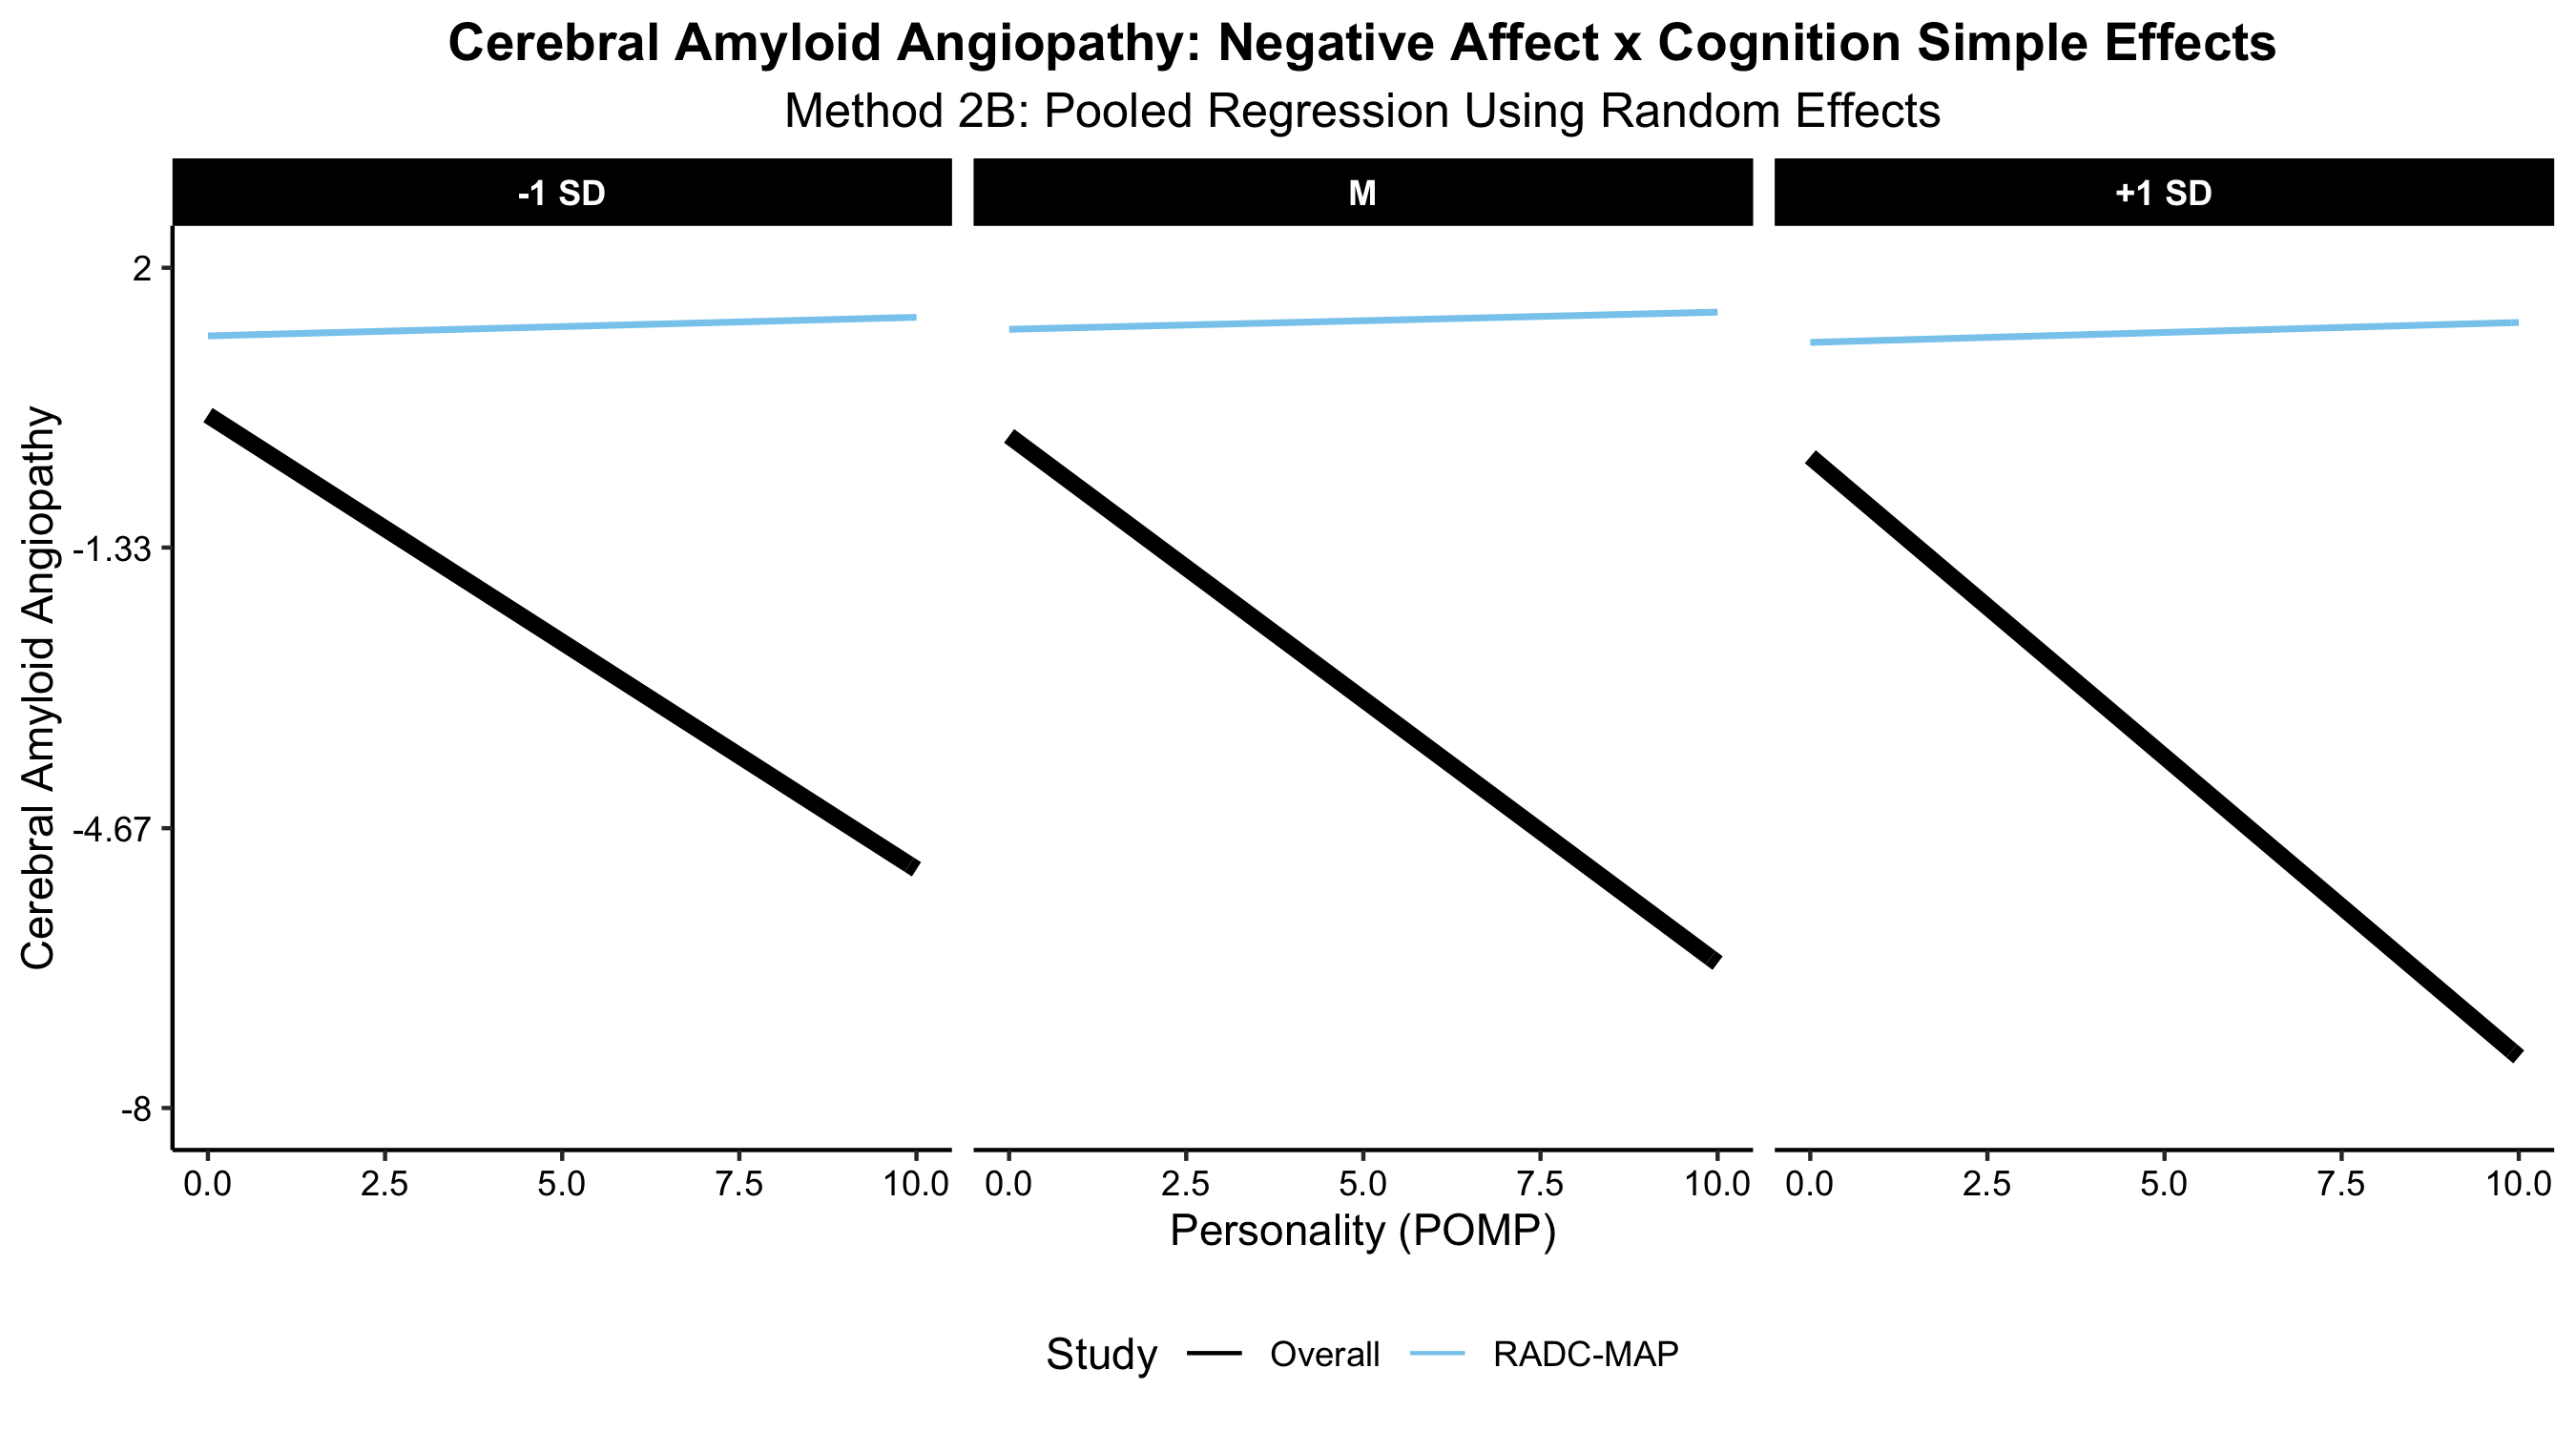 Cerebral Amyloid Angiopathy: Negative Affect x Cognition Simple Effects
Method 2B: Pooled Regression Using Random Effects
-1 SD
M
+1 SD
Cerebral Amyloid Angiopathy
2
-1.33
-4.67
-8
0.0 2.5 5.0 7.5 10.0
0.0 2.5 5.0 7.5 10.0
0.0 2.5 5.0 7.5 10.0
Personality (POMP)
Study Overall RADC-MAP